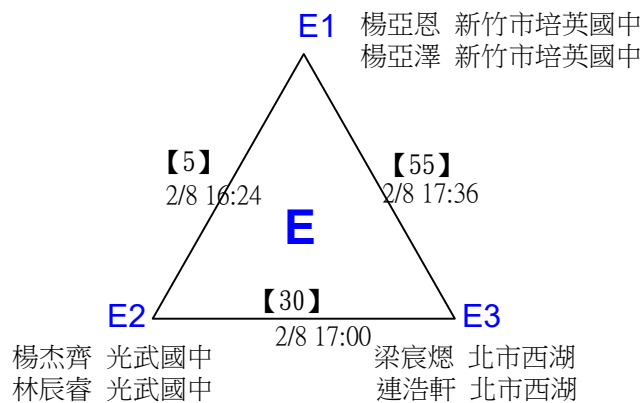 E1 楊亞恩 新竹市培英國中
楊亞澤 新竹市培英國中
【5】
2/8 16:24
【55】
2/8 17:36
E
【30】
2/8 17:00
E2
E3
楊杰齊 光武國中
林辰睿 光武國中
梁宸熜 北市西湖
連浩軒 北市西湖